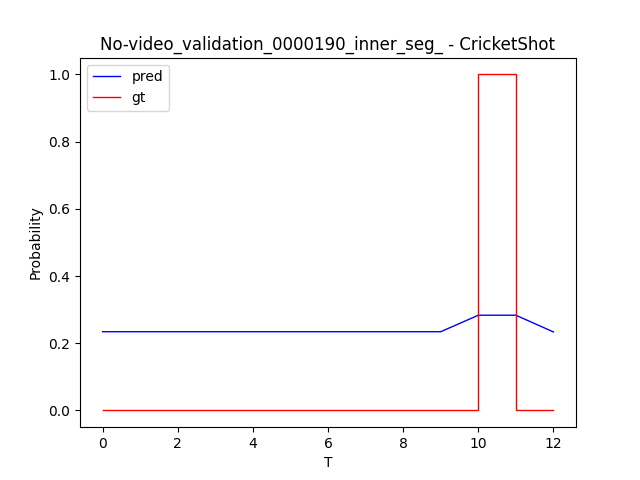 No-video_validation_0000190_inner_seg_ - CricketShot
pred
gt
1.0
0.8
0.6
0.4
0.2
0.0
Probability
0 2 4 6 8 10 12
T